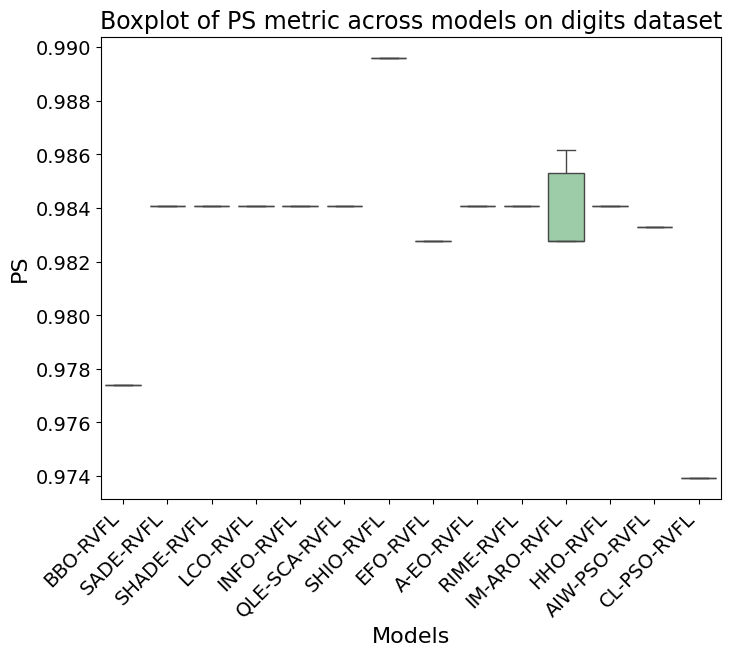 Boxplot of PS metric across models on digits dataset
0.990
0.988
0.986
0.984
0.982
0.980
0.978
0.976
0.974
PS
BBO-RVFL
SADE-RVFL
SHADE-RVFL
LCO-RVFL
INFO-RVFL
QLE-SCA-RVFL
SHIO-RVFL
EFO-RVFL
A-EO-RVFL
RIME-RVFL
IM-ARO-RVFL
HHO-RVFL
AIW-PSO-RVFL
CL-PSO-RVFL
Models